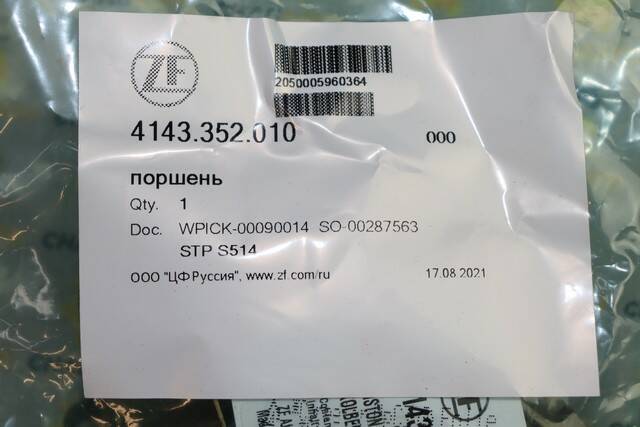 ZF
2050005960364
4143.352.010 000
поршень
Qty. 1
Doc. WPICK-00090014 SO-00287563
STP S514
ООО "ЦФ Руссия", www.zf.com/ru 17.08.2021
ZF